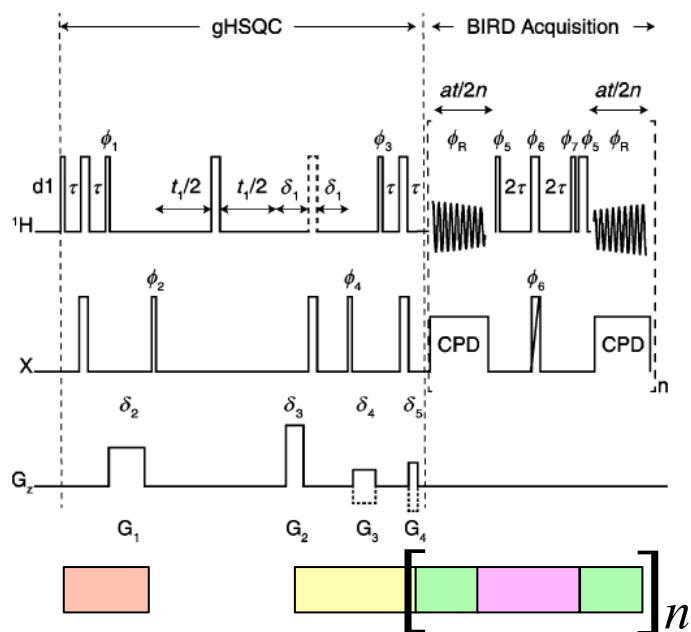 gHSQC BIRD Acquisition
at/2n at/2n
ϕ1 ϕ3 ϕR ϕ5 ϕ6 ϕ7 ϕ5 ϕR
d1 τ τ t1/2 t1/2 δ1 δ1 τ τ 2τ 2τ
1H
ϕ2 ϕ4 ϕ6
CPD CPD
X
n
δ2 δ3 δ4 δ5
Gz
G1 G2 G3 G4
[ ]n